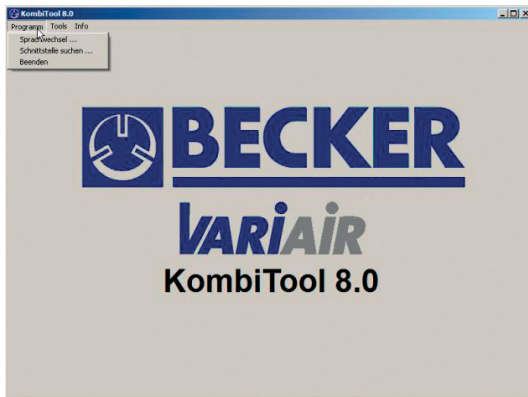 KombiTool 8.0
Programm Tools Info
Sprachwechsel ...
Schnittstelle suchen ...
Beenden
BECKER
VARiAiR
KombiTool 8.0